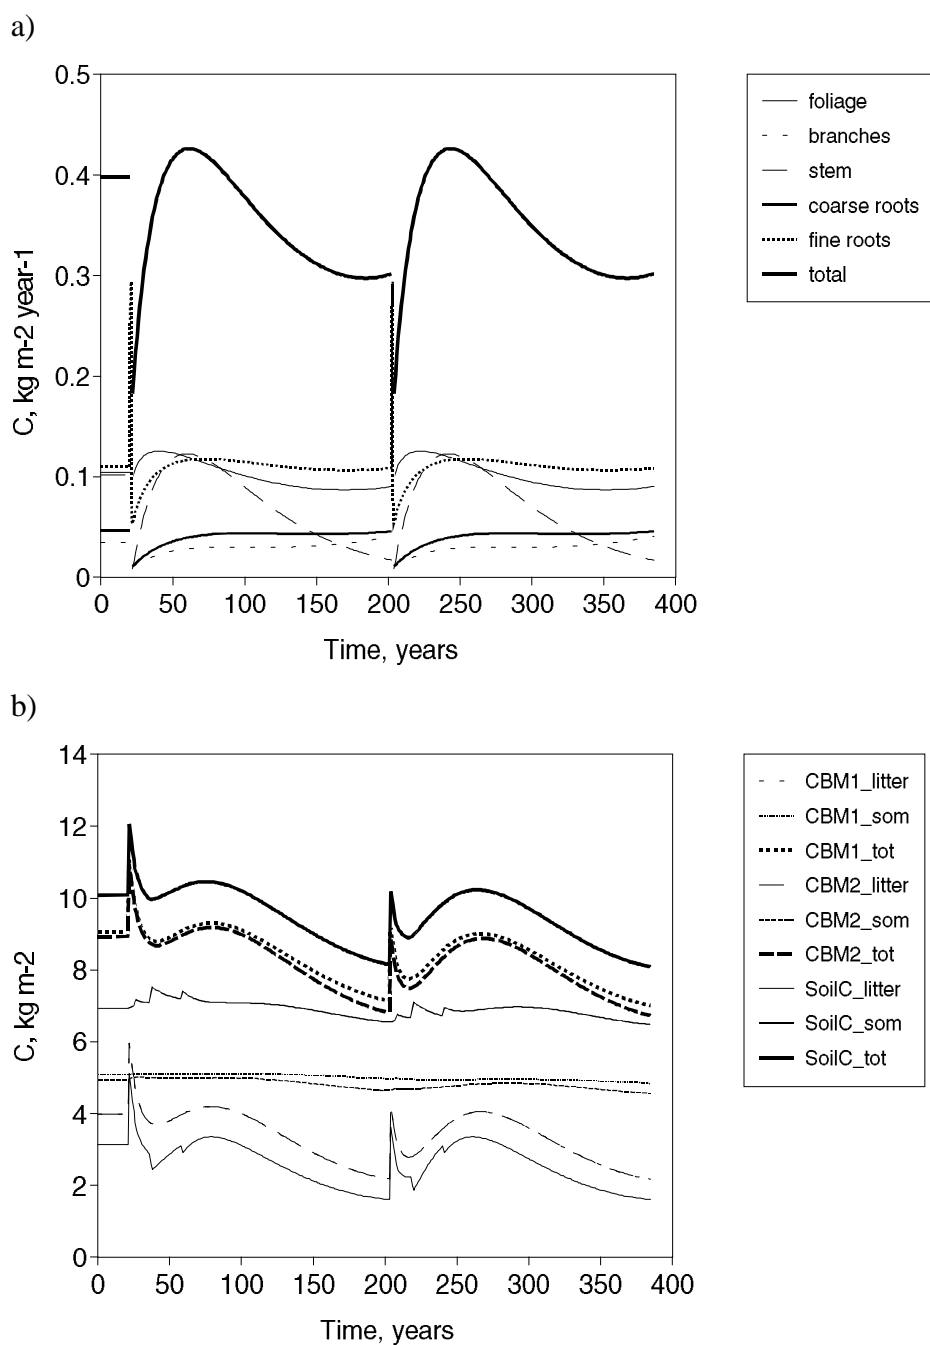 a)
0.5
0.4
0.3
0.2
0.1
0
C, kg m-2 year-1
0 50 100 150 200 250 300 350 400
Time, years
foliage
branches
stem
coarse roots
fine roots
total
b)
14
12
10
8
6
4
2
0
C, kg m-2
0 50 100 150 200 250 300 350 400
Time, years
CBM1_litter
CBM1_som
CBM1_tot
CBM2_litter
CBM2_som
CBM2_tot
SoilC_litter
SoilC_som
SoilC_tot